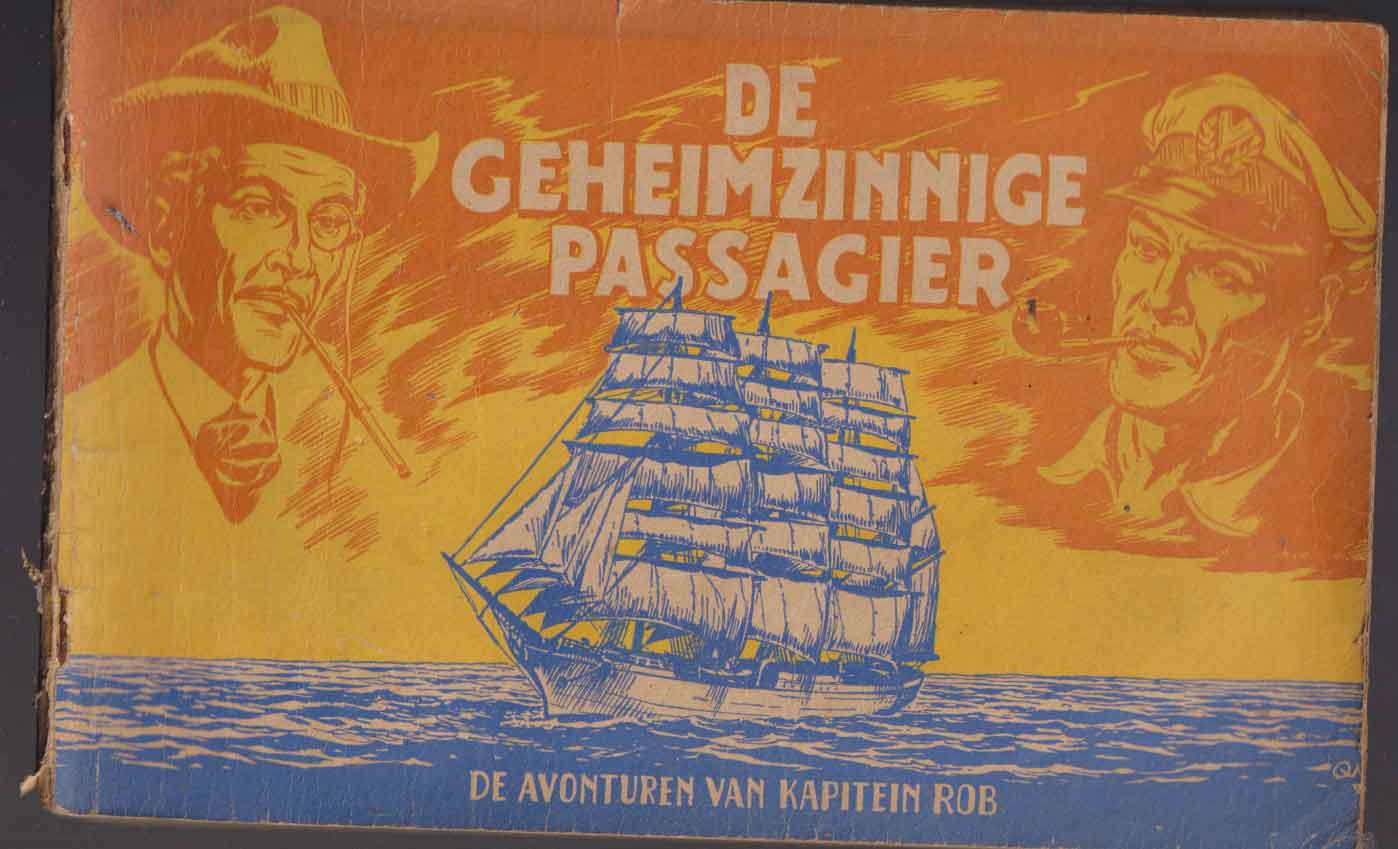 DE
GEHEIMZINNIGE
PASSAGIER
DE AVONTUREN VAN KAPITEIN ROB